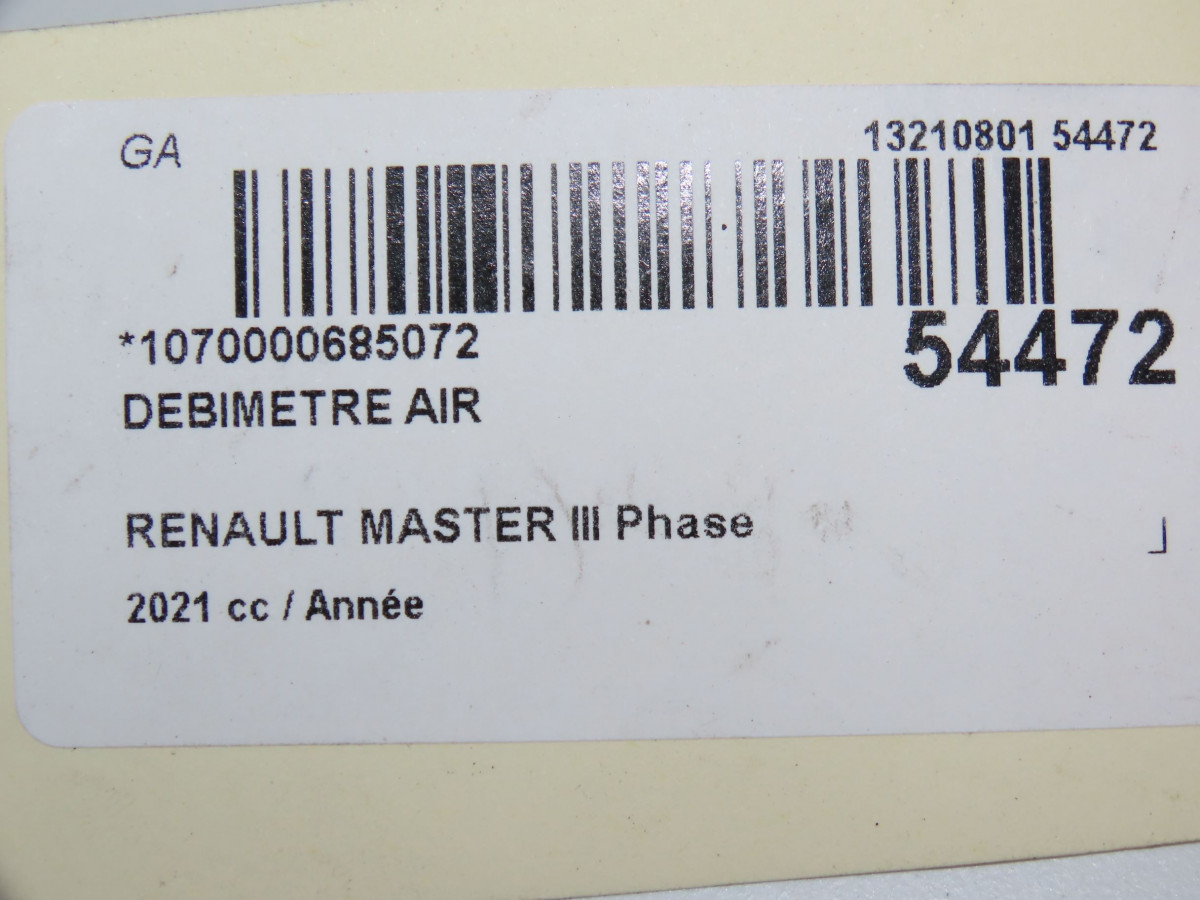 GA
13210801 54472
*1070000685072
54472
DEBIMETRE AIR
RENAULT MASTER III Phase
2021 cc / Année